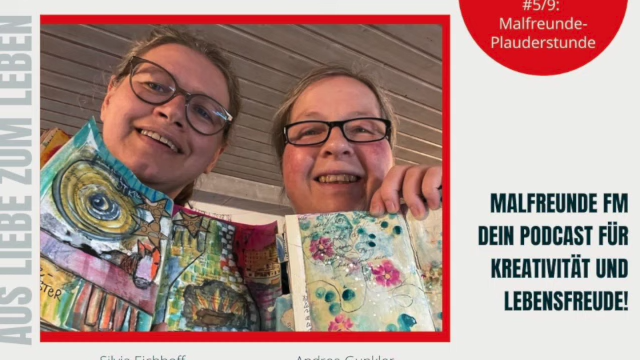 #5/9:
Malfreunde-
Plauderstunde
AUS LIEBE ZUM LEBEN
MALFREUNDE FM
DEIN PODCAST FÜR
KREATIVITÄT UND
LEBENSFREUDE!